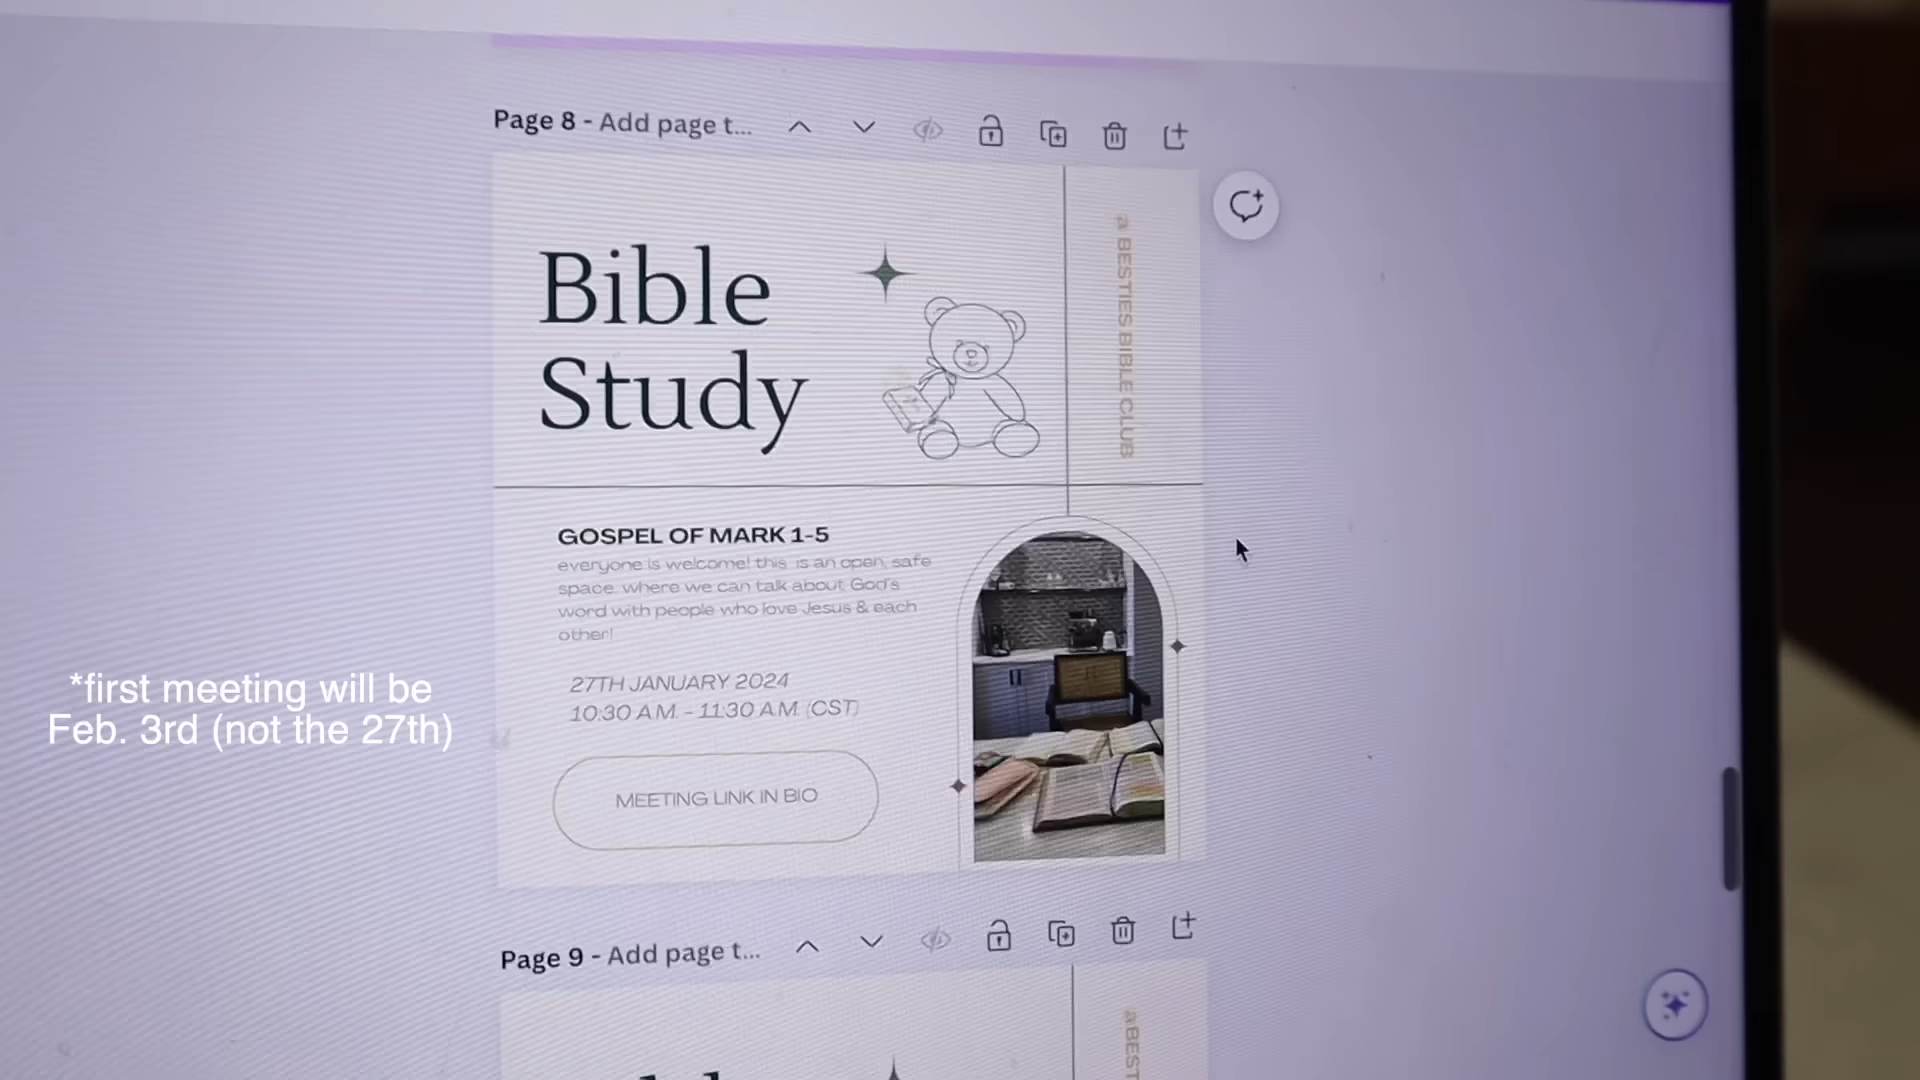 Page 8 - Add page t...
Bible
Study
a BESTIES BIBLE CLUB
GOSPEL OF MARK 1-5
everyone is welcome! this is an open, safe
space where we can talk about God's
word with people who love Jesus & each
other!
27TH JANUARY 2024
10:30 A.M. - 11:30 A.M. (CST)
MEETING LINK IN BIO
*first meeting will be
Feb. 3rd (not the 27th)
Page 9 - Add page t...
a BEST